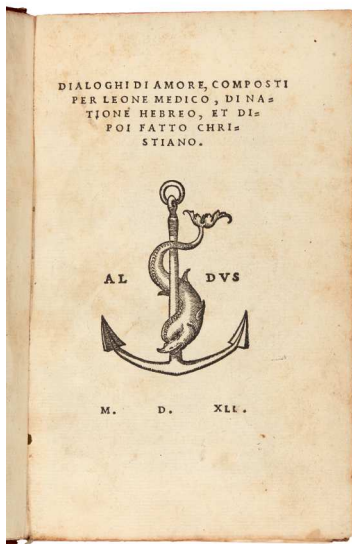 DIALOGHI DI AMORE, COMPOSTI
PER LEONE MEDICO, DI NA=
TIONE HEBREO, ET DI=
POI FATTO CHRI=
STIANO.
AL DVS
M. D. XLI.